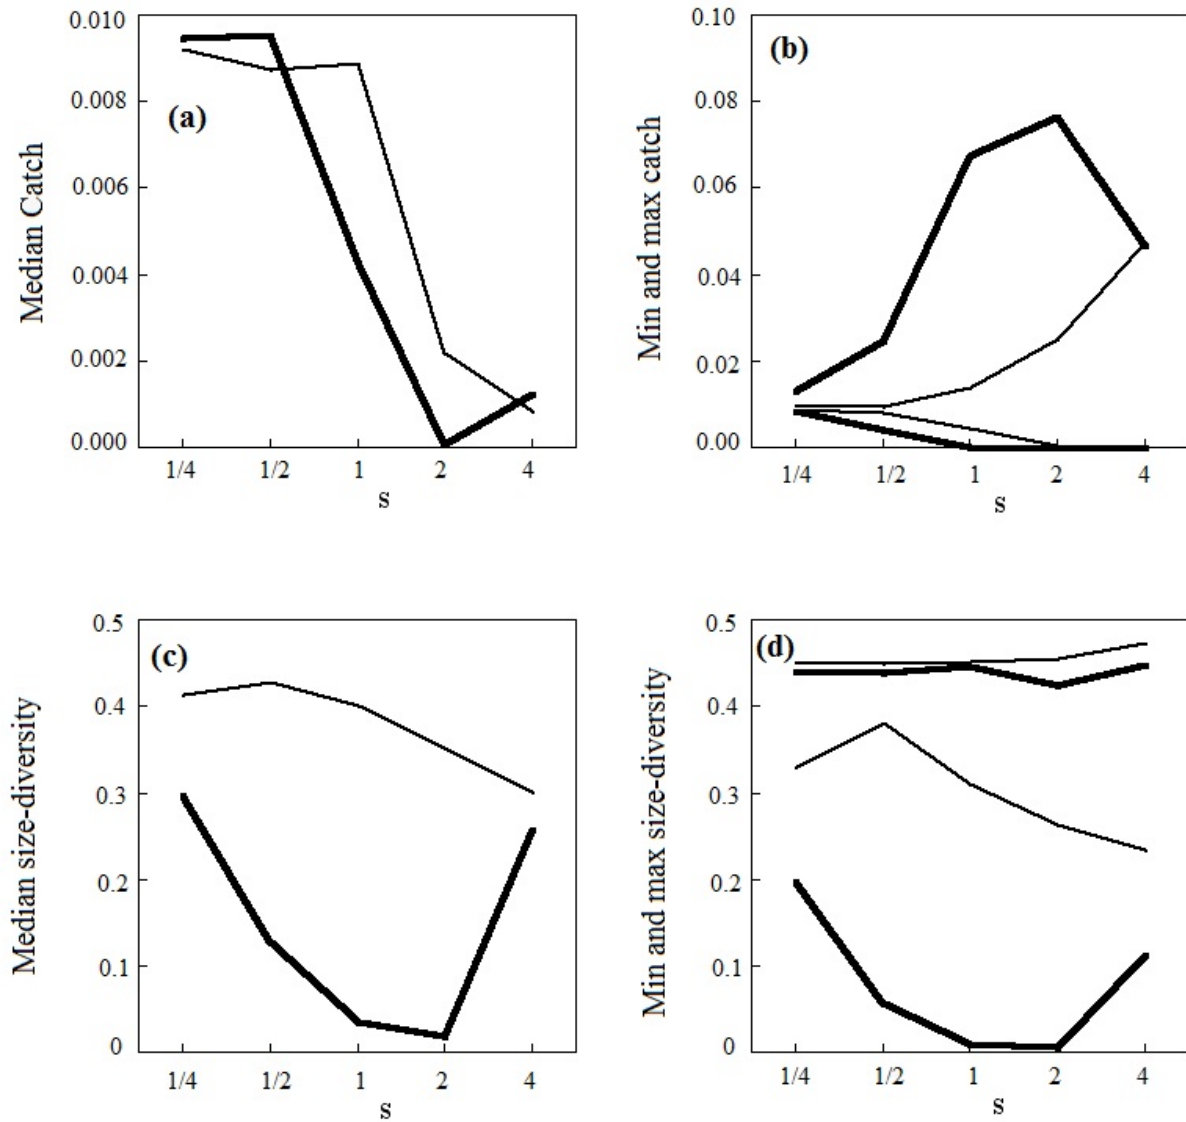 Median Catch
0.010
0.008
0.006
0.004
0.002
0.000
(a)
1/4 1/2 1 2 4
s
Min and max catch
0.10
0.08
0.06
0.04
0.02
0.00
(b)
1/4 1/2 1 2 4
s
Median size-diversity
0.5
0.4
0.3
0.2
0.1
0
(c)
1/4 1/2 1 2 4
s
Min and max size-diversity
0.5
0.4
0.3
0.2
0.1
0
(d)
1/4 1/2 1 2 4
s